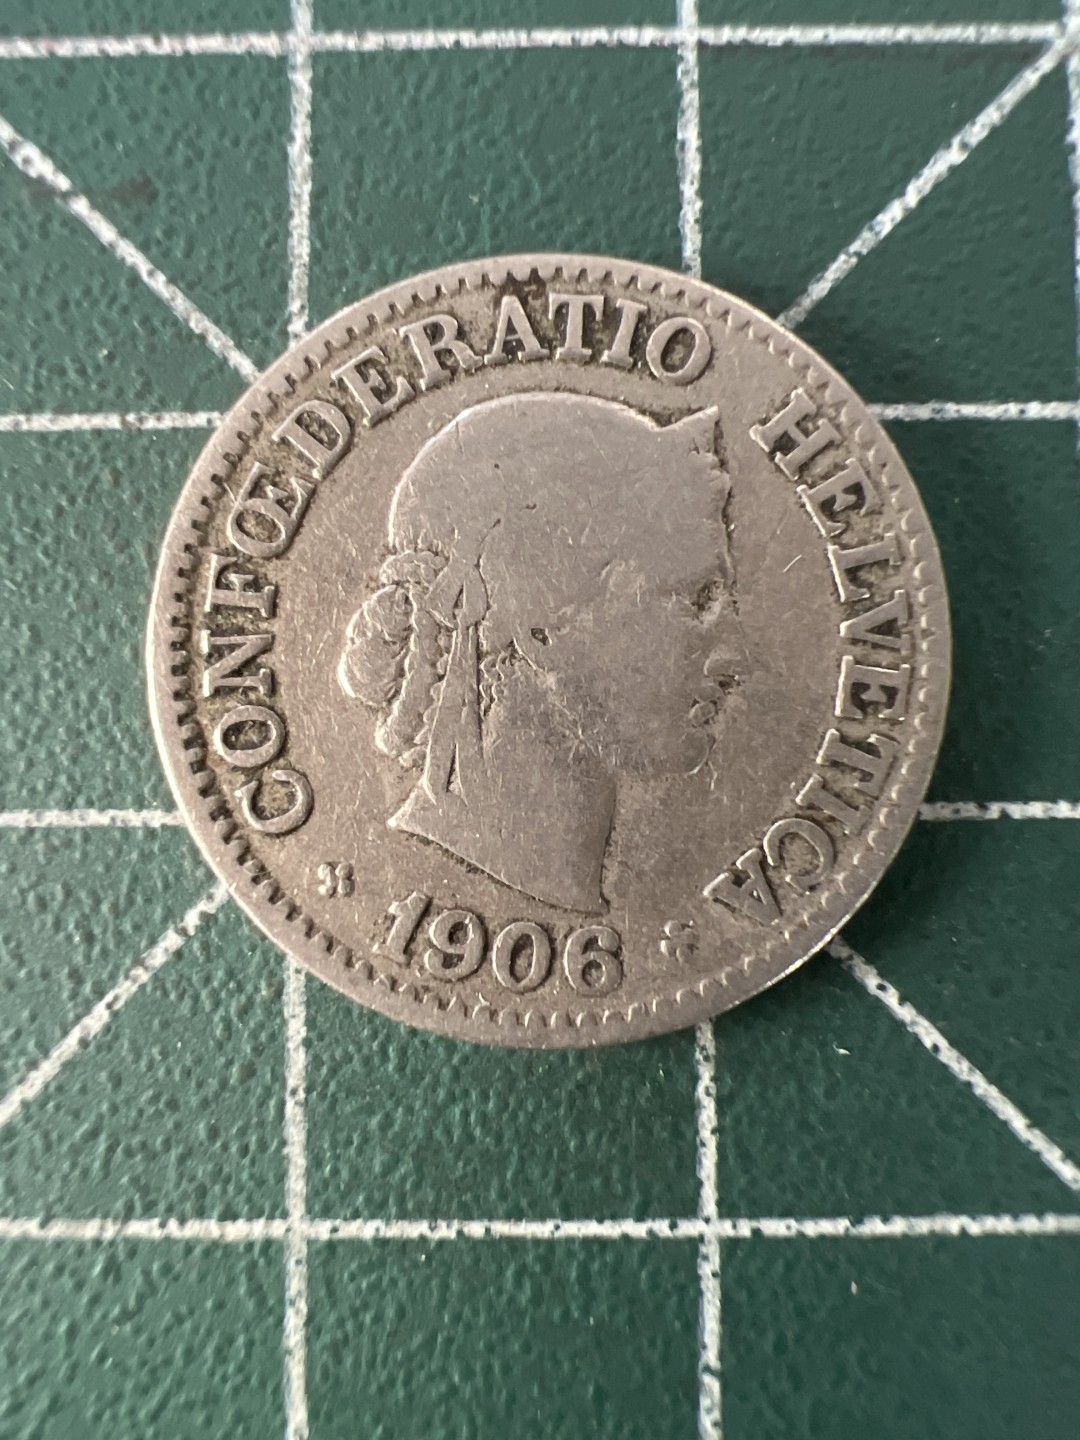 CONFŒDERATIO HELVETICA
1906